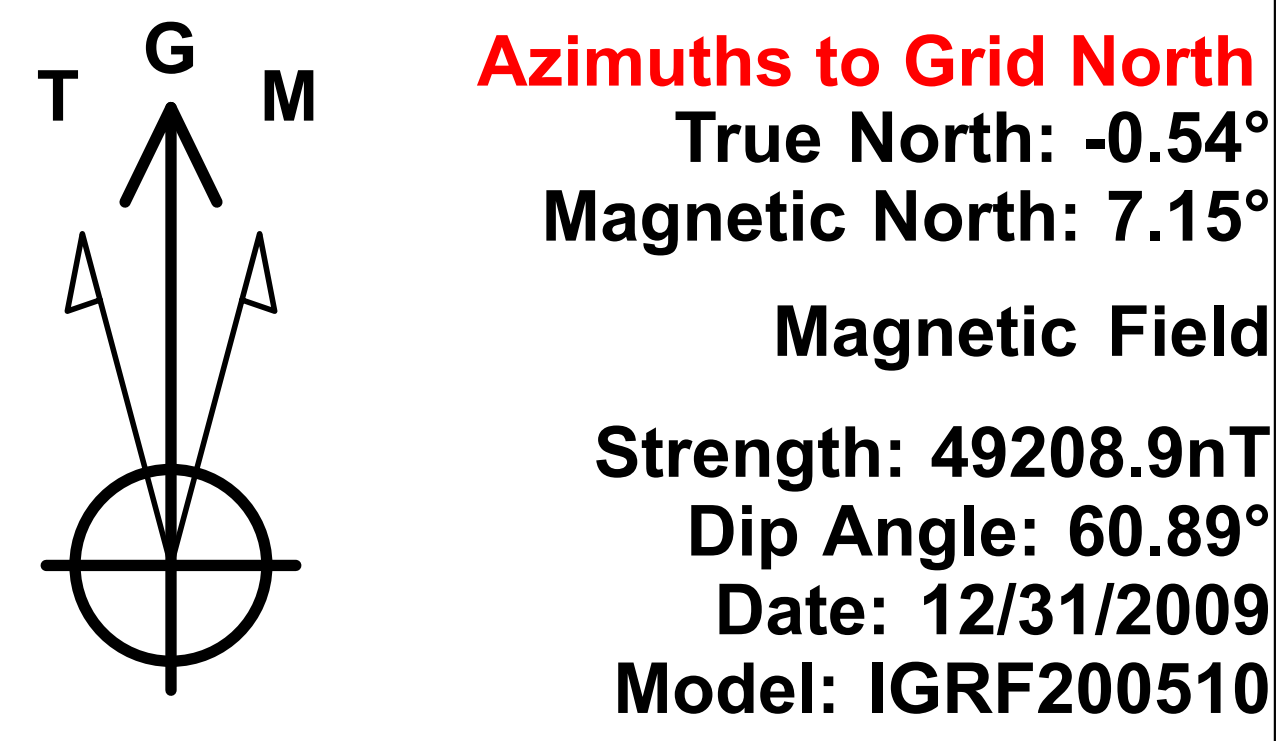 T G M
Azimuths to Grid North
True North: -0.54°
Magnetic North: 7.15°
Magnetic Field
Strength: 49208.9nT
Dip Angle: 60.89°
Date: 12/31/2009
Model: IGRF200510